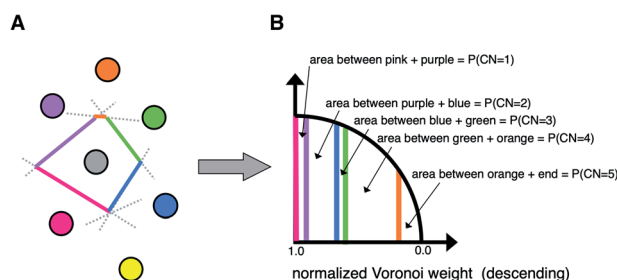 A
B
area between pink + purple = P(CN=1)
area between purple + blue = P(CN=2)
area between blue + green = P(CN=3)
area between green + orange = P(CN=4)
area between orange + end = P(CN=5)
1.0 0.0
normalized Voronoi weight (descending)